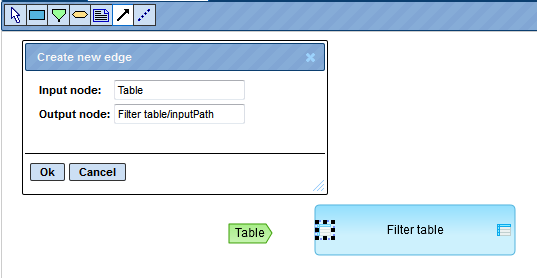 Create new edge
Input node: Table
Output node: Filter table/inputPath
Ok Cancel
Table
Filter table